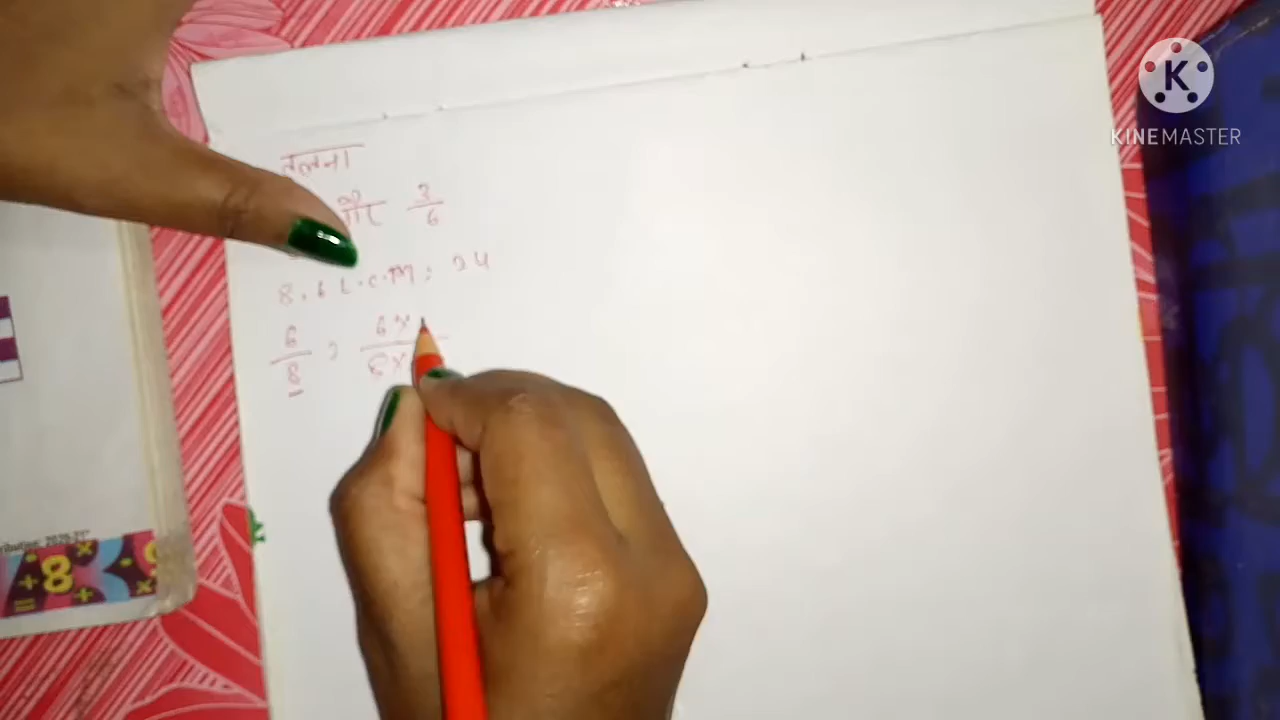 तुलना
और 3/6
8, 6 L.C.M = 24
6/8 = 6×
8×
KINEMASTER